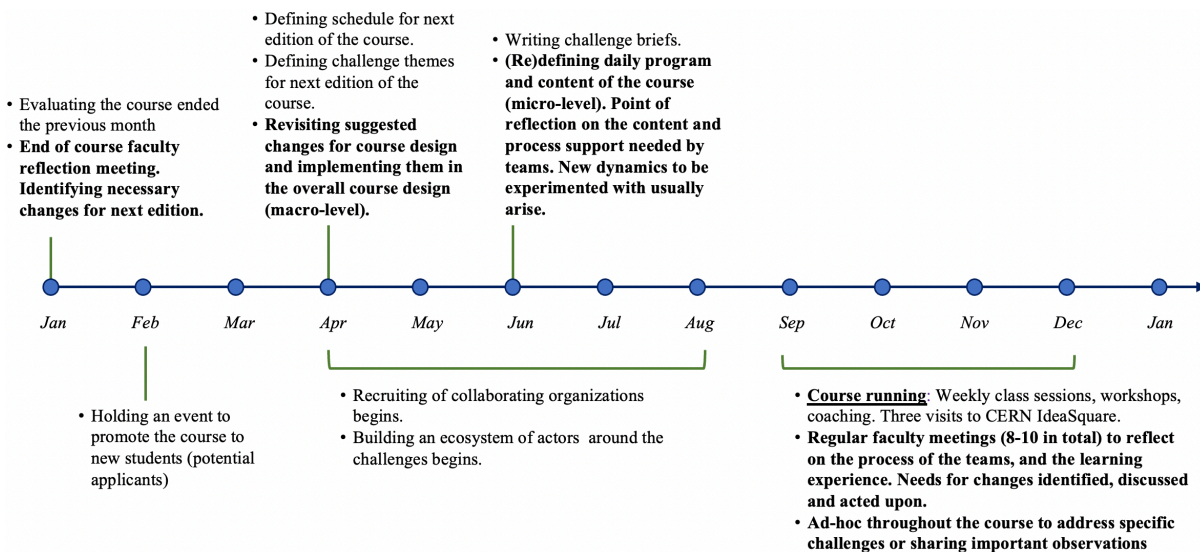 • Defining schedule for next
edition of the course.
• Defining challenge themes
for next edition of the
course.
• Revisiting suggested
changes for course design
and implementing them in
the overall course design
(macro-level).
• Writing challenge briefs.
• (Re)defining daily program
and content of the course
(micro-level). Point of
reflection on the content and
process support needed by
teams. New dynamics to be
experimented with usually
arise.
• Evaluating the course ended
the previous month
• End of course faculty
reflection meeting.
Identifying necessary
changes for next edition.
Jan Feb Mar Apr May Jun Jul Aug Sep Oct Nov Dec Jan
• Holding an event to
promote the course to
new students (potential
applicants)
• Recruiting of collaborating organizations
begins.
• Building an ecosystem of actors around the
challenges begins.
• Course running: Weekly class sessions, workshops,
coaching. Three visits to CERN IdeaSquare.
• Regular faculty meetings (8-10 in total) to reflect
on the process of the teams, and the learning
experience. Needs for changes identified, discussed
and acted upon.
• Ad-hoc throughout the course to address specific
challenges or sharing important observations